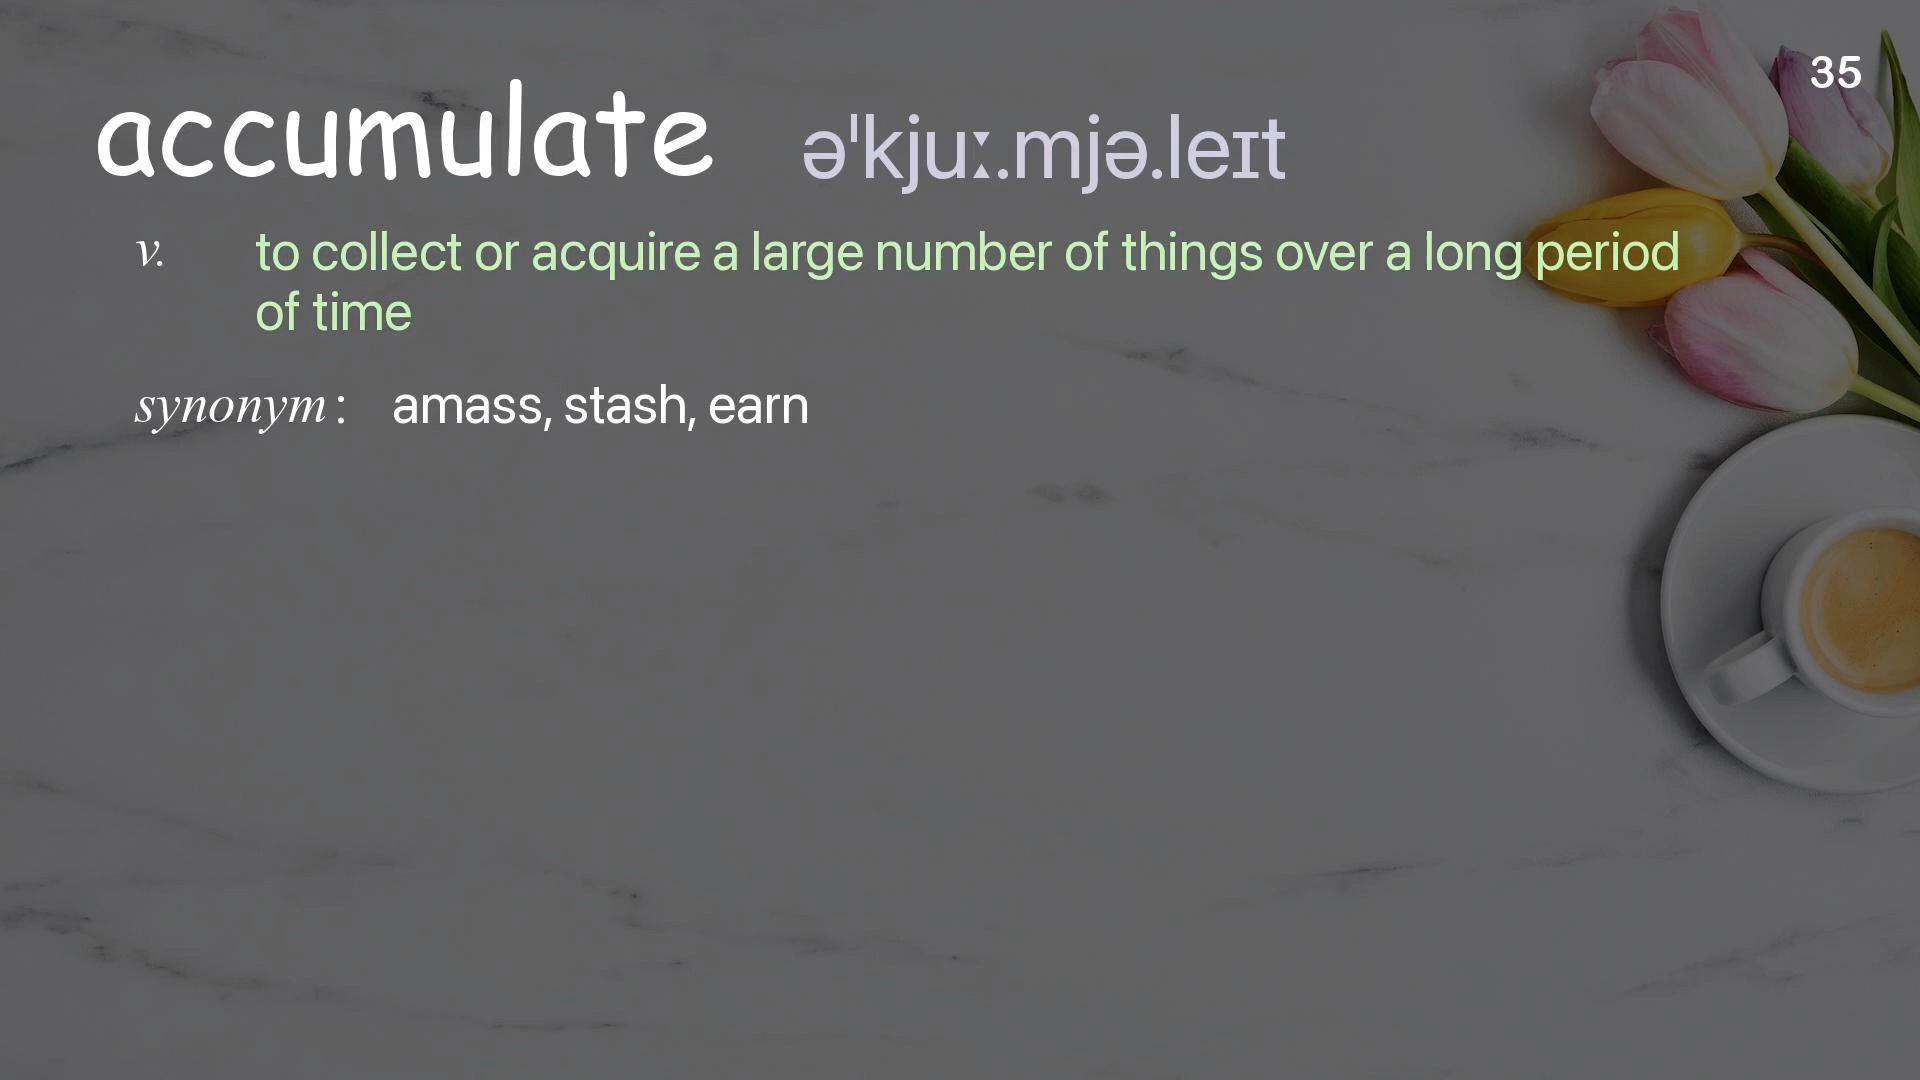 35
accumulate əˈkjuː.mjə.leɪt
v. to collect or acquire a large number of things over a long period
of time
synonym : amass, stash, earn